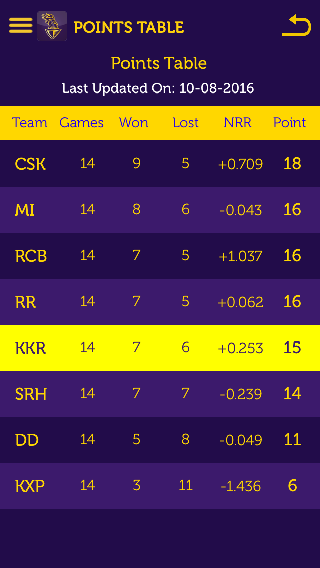 POINTS TABLE
Points Table
Last Updated On: 10-08-2016
Team Games Won Lost NRR Point
CSK 14 9 5 +0.709 18
MI 14 8 6 -0.043 16
RCB 14 7 5 +1.037 16
RR 14 7 5 +0.062 16
KKR 14 7 6 +0.253 15
SRH 14 7 7 -0.239 14
DD 14 5 8 -0.049 11
KXP 14 3 11 -1.436 6